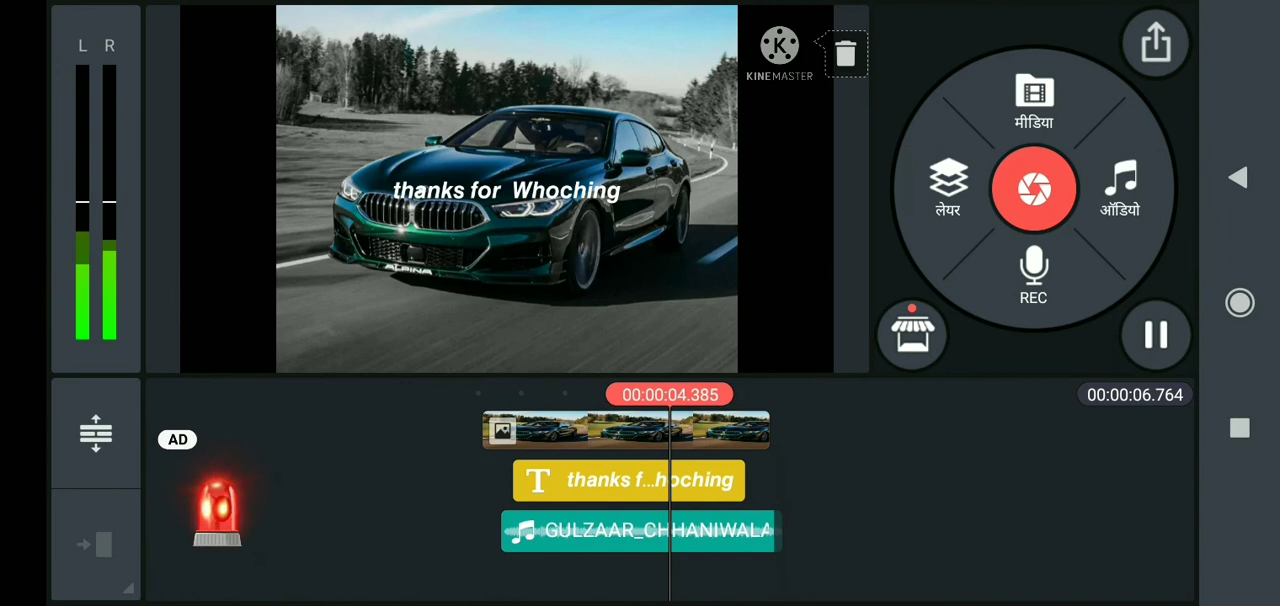 L R
KINEMASTER
thanks for Whoching
ALPINA
मीडिया
लेयर
ऑडियो
REC
00:00:04.385
00:00:06.764
AD
T thanks f...hoching
GULZAAR_CHHANIWALA